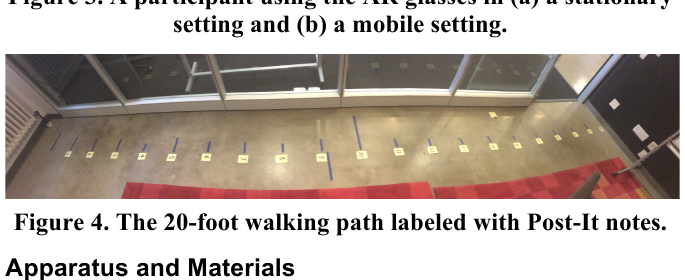 Figure 3. A participant using the AR glasses in (a) a stationary
setting and (b) a mobile setting.
Figure 4. The 20-foot walking path labeled with Post-It notes.
Apparatus and Materials